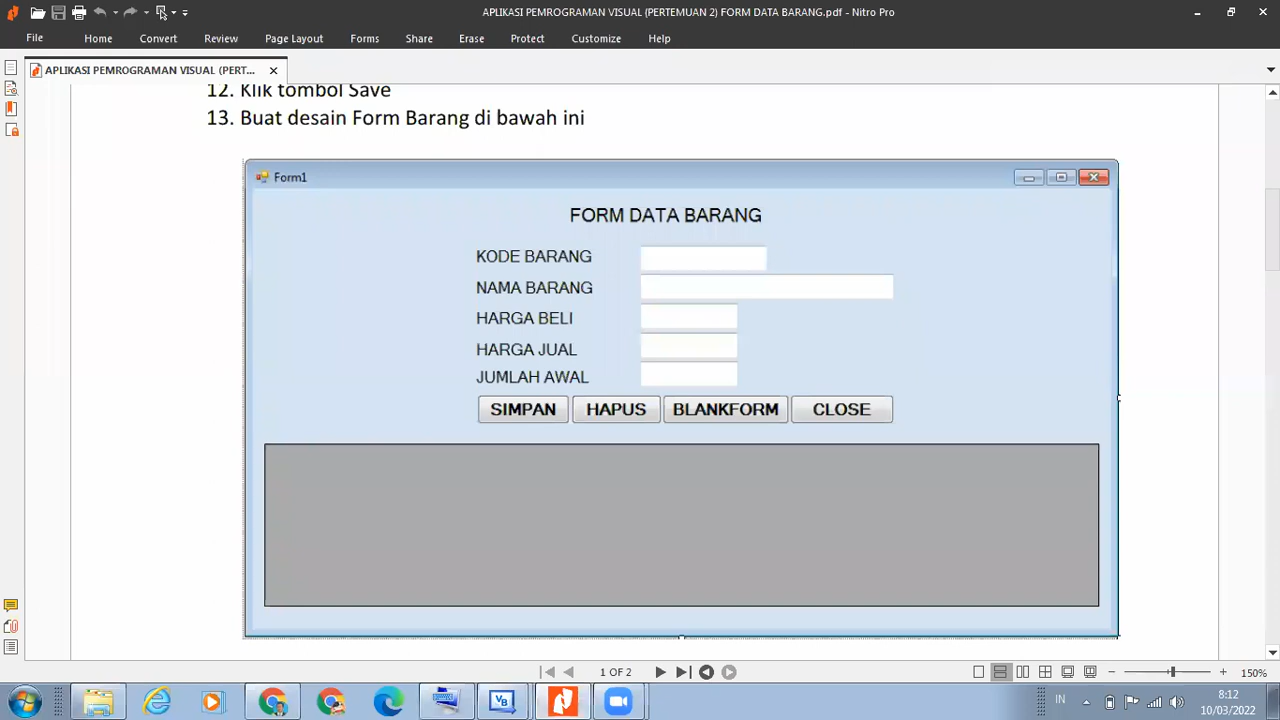 APLIKASI PEMROGRAMAN VISUAL (PERTEMUAN 2) FORM DATA BARANG.pdf - Nitro Pro
File Home Convert Review Page Layout Forms Share Erase Protect Customize Help
APLIKASI PEMROGRAMAN VISUAL (PERT...
12. Klik tombol Save
13. Buat desain Form Barang di bawah ini
Form1
FORM DATA BARANG
KODE BARANG
NAMA BARANG
HARGA BELI
HARGA JUAL
JUMLAH AWAL
SIMPAN HAPUS BLANKFORM CLOSE
1 OF 2
150%
VB
IN
8:12
10/03/2022